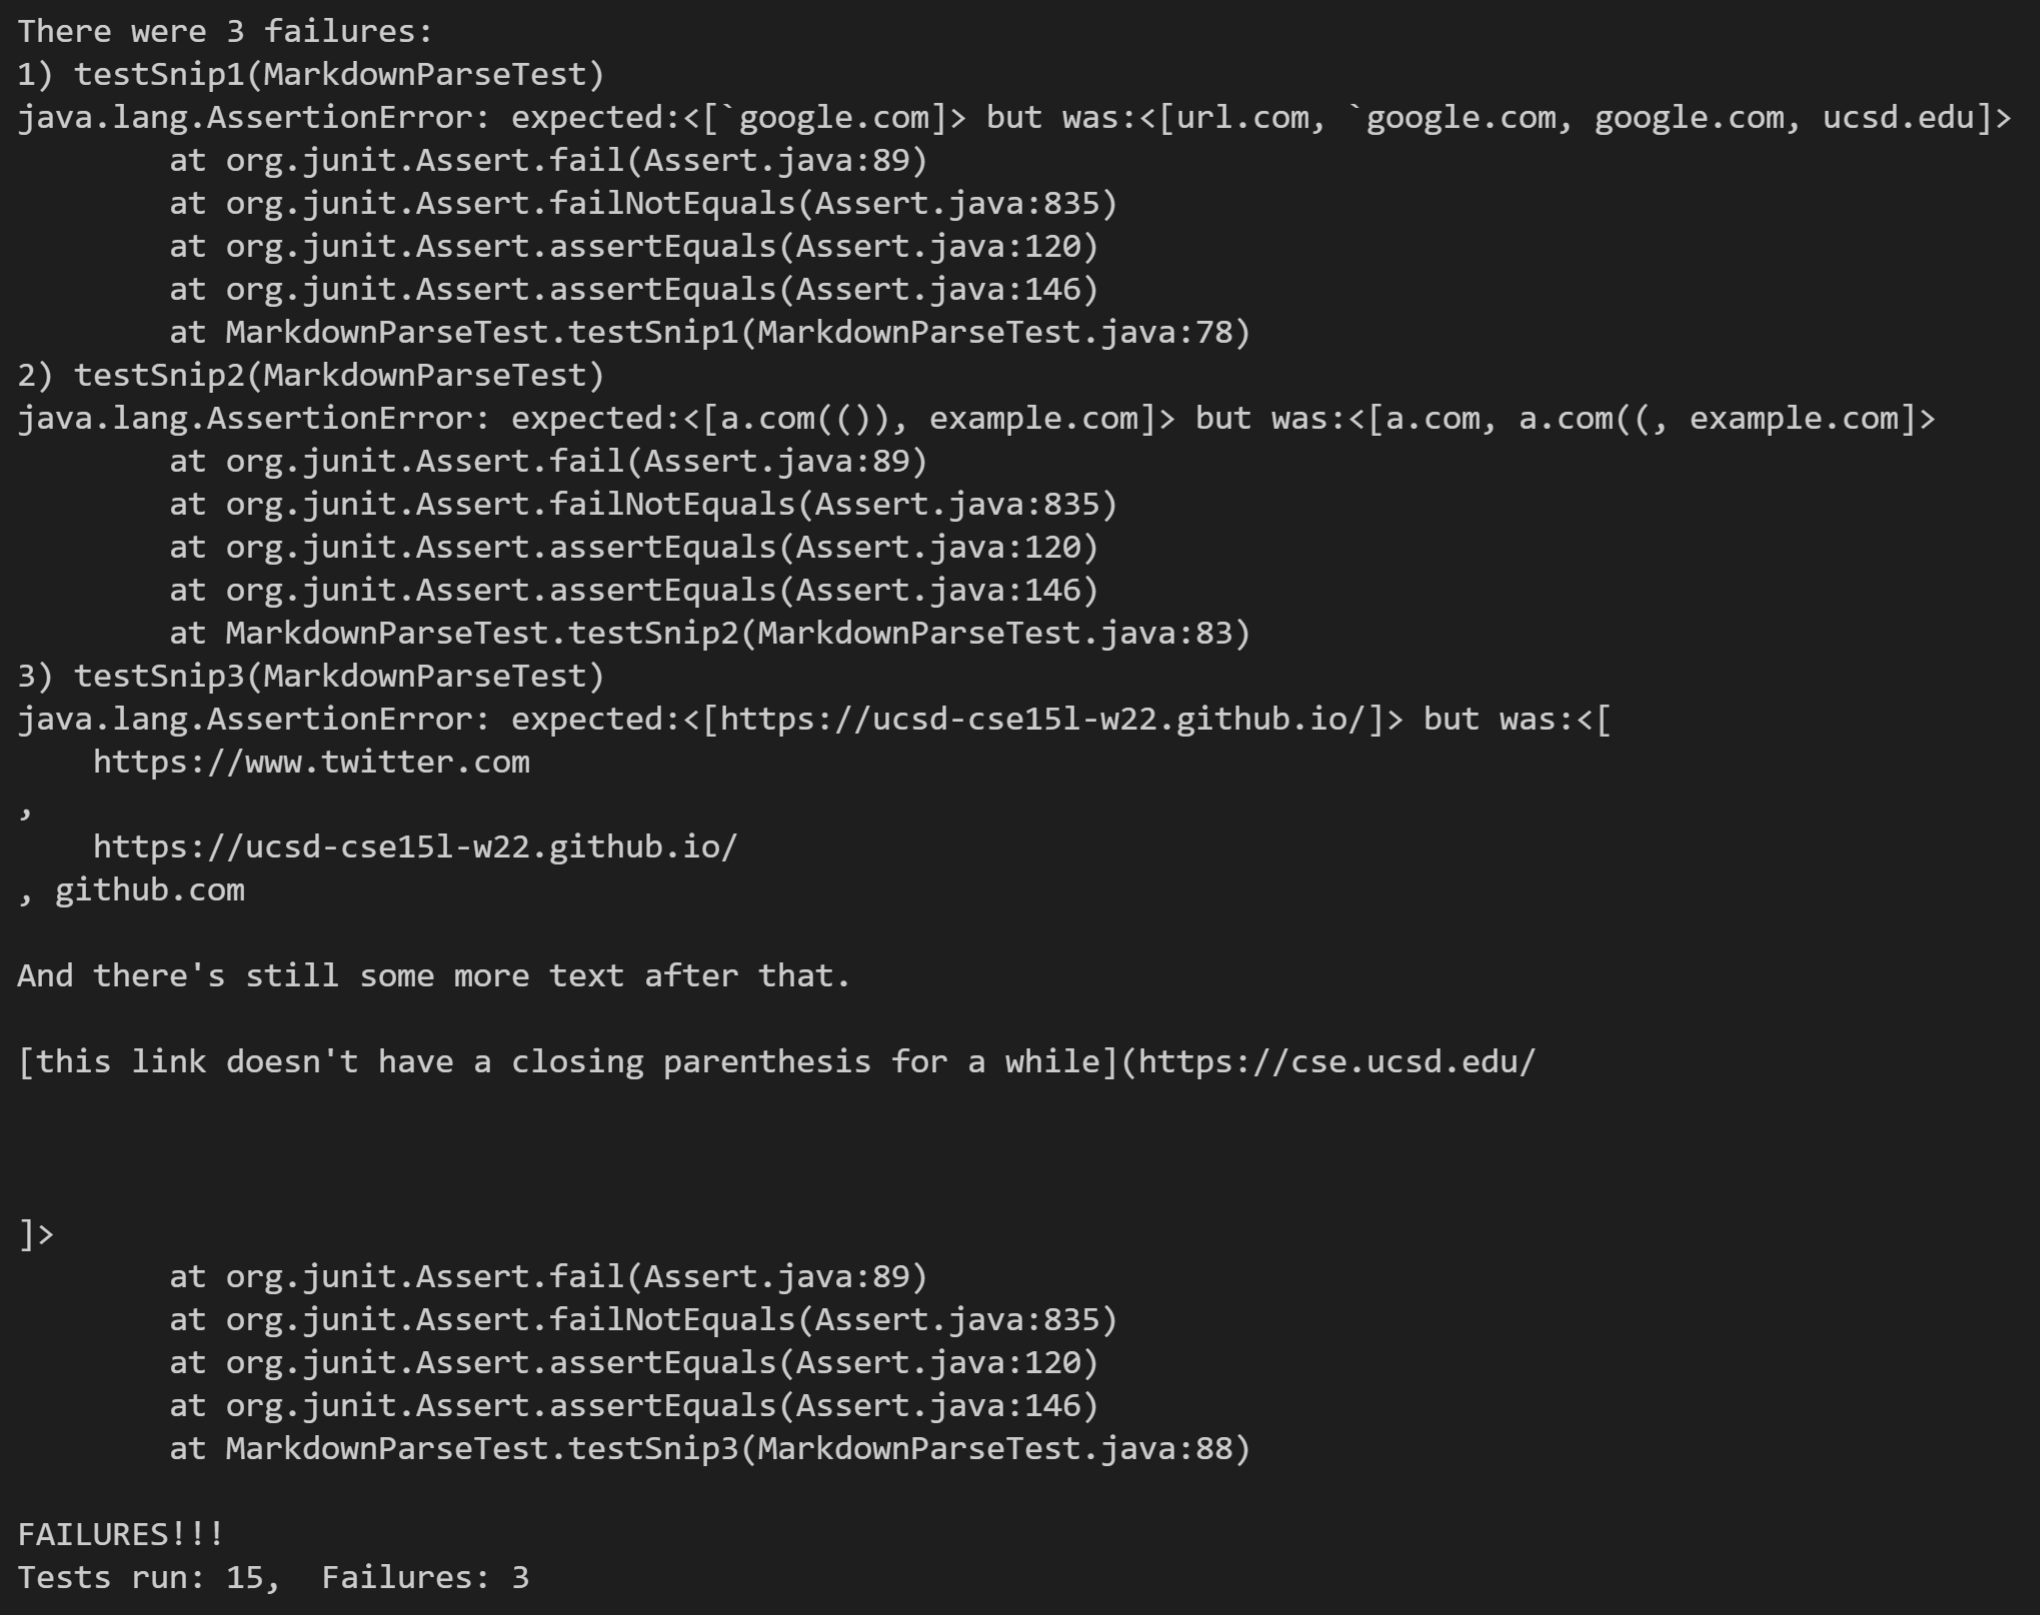 There were 3 failures:
1) testSnip1(MarkdownParseTest)
java.lang.AssertionError: expected:<[`google.com]> but was:<[url.com, `google.com, google.com, ucsd.edu]>
        at org.junit.Assert.fail(Assert.java:89)
        at org.junit.Assert.failNotEquals(Assert.java:835)
        at org.junit.Assert.assertEquals(Assert.java:120)
        at org.junit.Assert.assertEquals(Assert.java:146)
        at MarkdownParseTest.testSnip1(MarkdownParseTest.java:78)
2) testSnip2(MarkdownParseTest)
java.lang.AssertionError: expected:<[a.com(()), example.com]> but was:<[a.com, a.com((, example.com]>
        at org.junit.Assert.fail(Assert.java:89)
        at org.junit.Assert.failNotEquals(Assert.java:835)
        at org.junit.Assert.assertEquals(Assert.java:120)
        at org.junit.Assert.assertEquals(Assert.java:146)
        at MarkdownParseTest.testSnip2(MarkdownParseTest.java:83)
3) testSnip3(MarkdownParseTest)
java.lang.AssertionError: expected:<[https://ucsd-cse15l-w22.github.io/]> but was:<[
    https://www.twitter.com
,
    https://ucsd-cse15l-w22.github.io/
, github.com

And there's still some more text after that.

[this link doesn't have a closing parenthesis for a while](https://cse.ucsd.edu/



]>
        at org.junit.Assert.fail(Assert.java:89)
        at org.junit.Assert.failNotEquals(Assert.java:835)
        at org.junit.Assert.assertEquals(Assert.java:120)
        at org.junit.Assert.assertEquals(Assert.java:146)
        at MarkdownParseTest.testSnip3(MarkdownParseTest.java:88)

FAILURES!!!
Tests run: 15,  Failures: 3